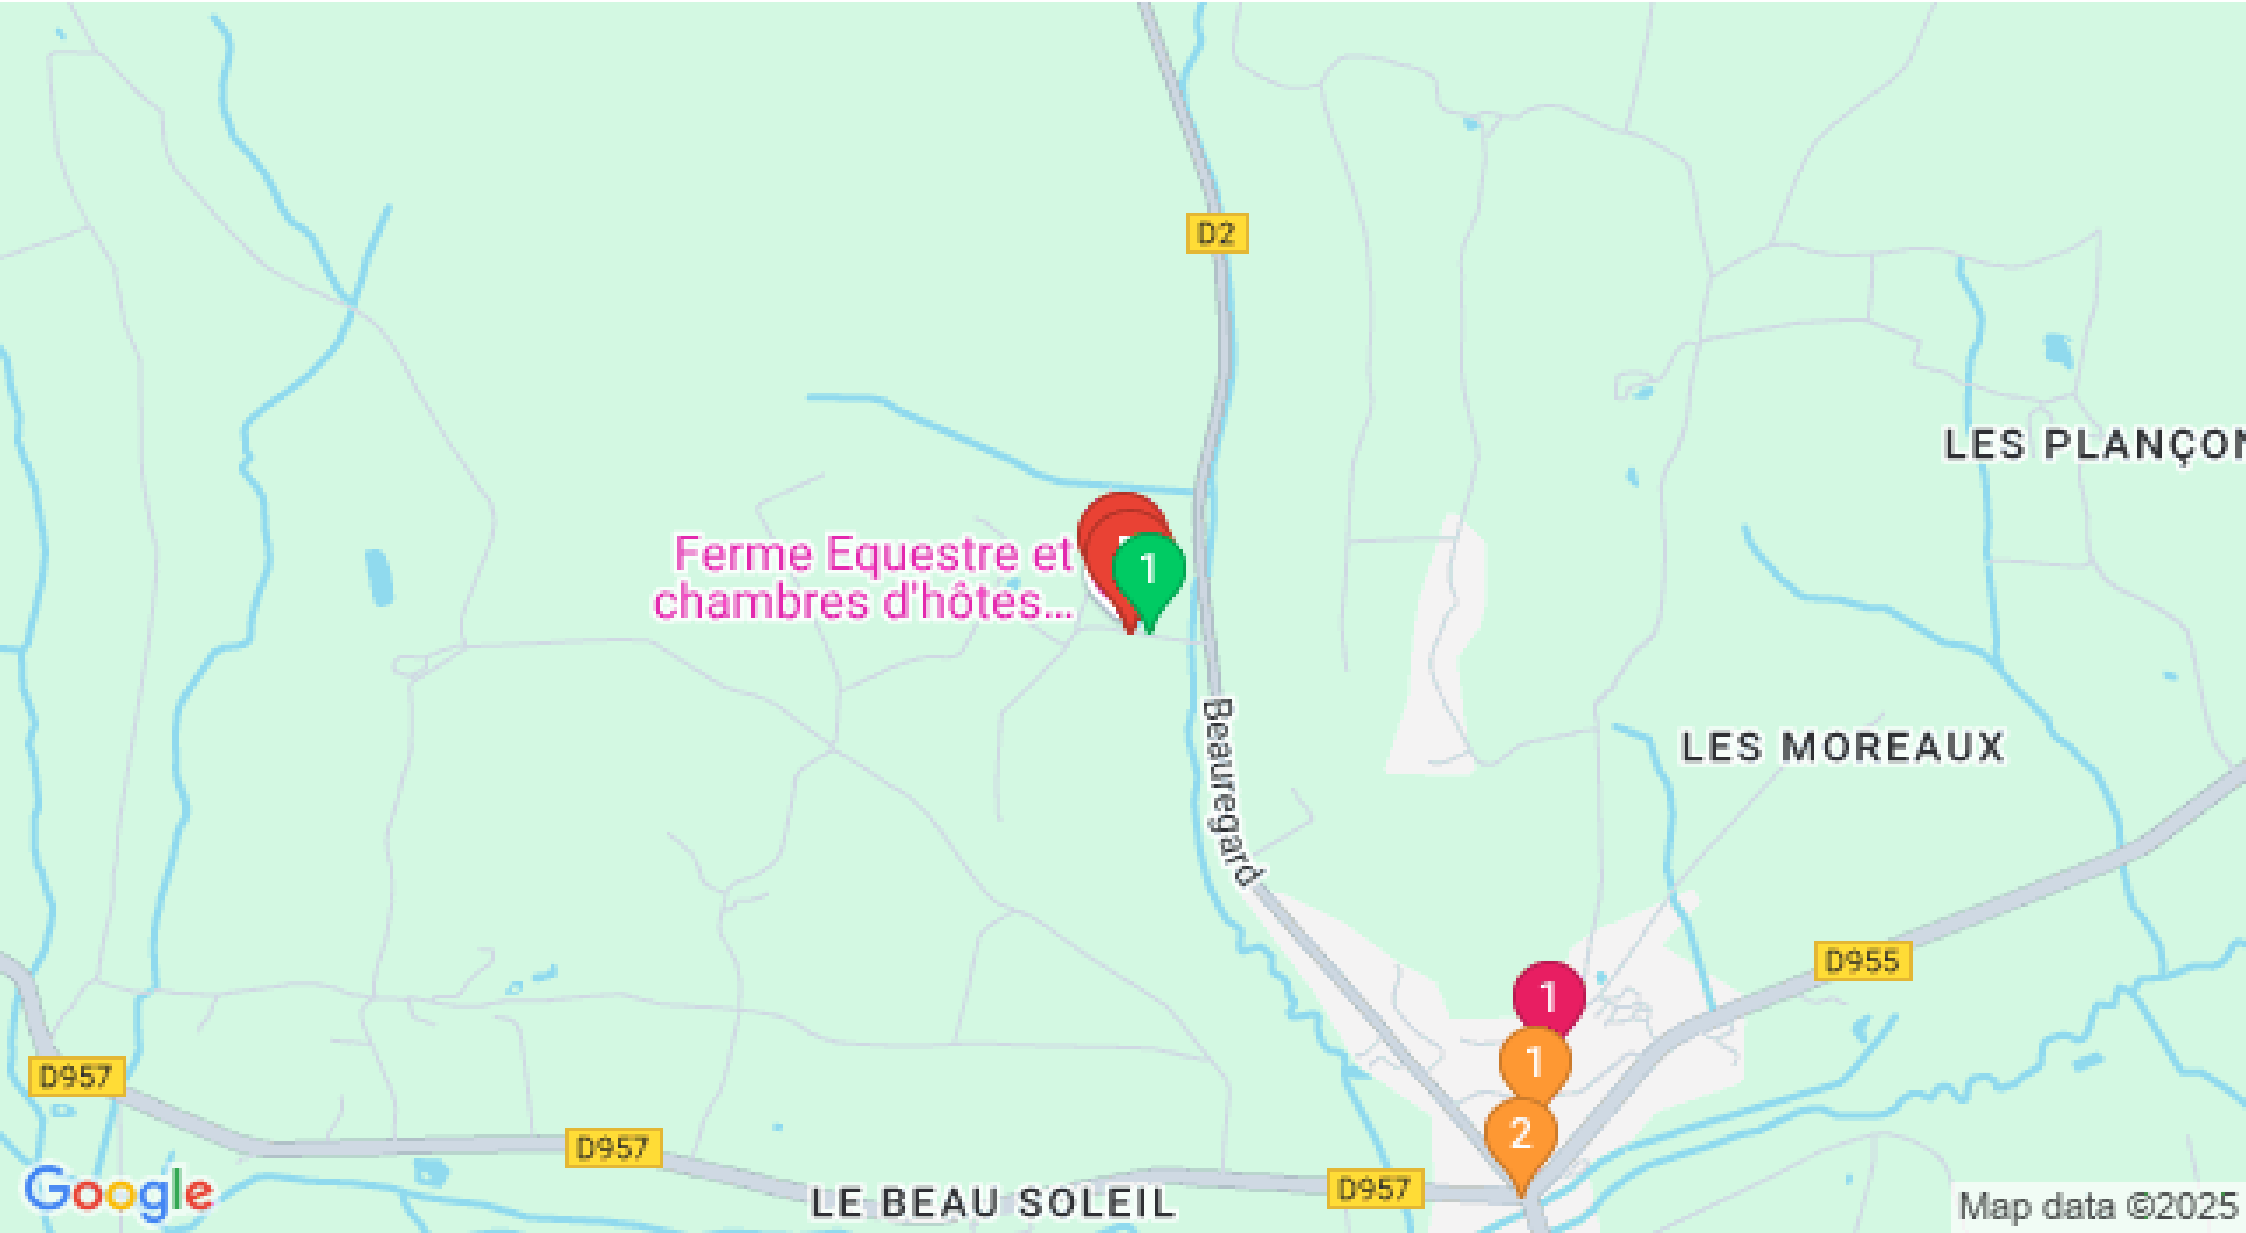 D2
LES PLANÇON
Ferme Equestre et
chambres d'hôtes...
1
Beauregard
LES MOREAUX
D955
1
1
D957
2
D957
D957
LE BEAU SOLEIL
Google
Map data ©2025